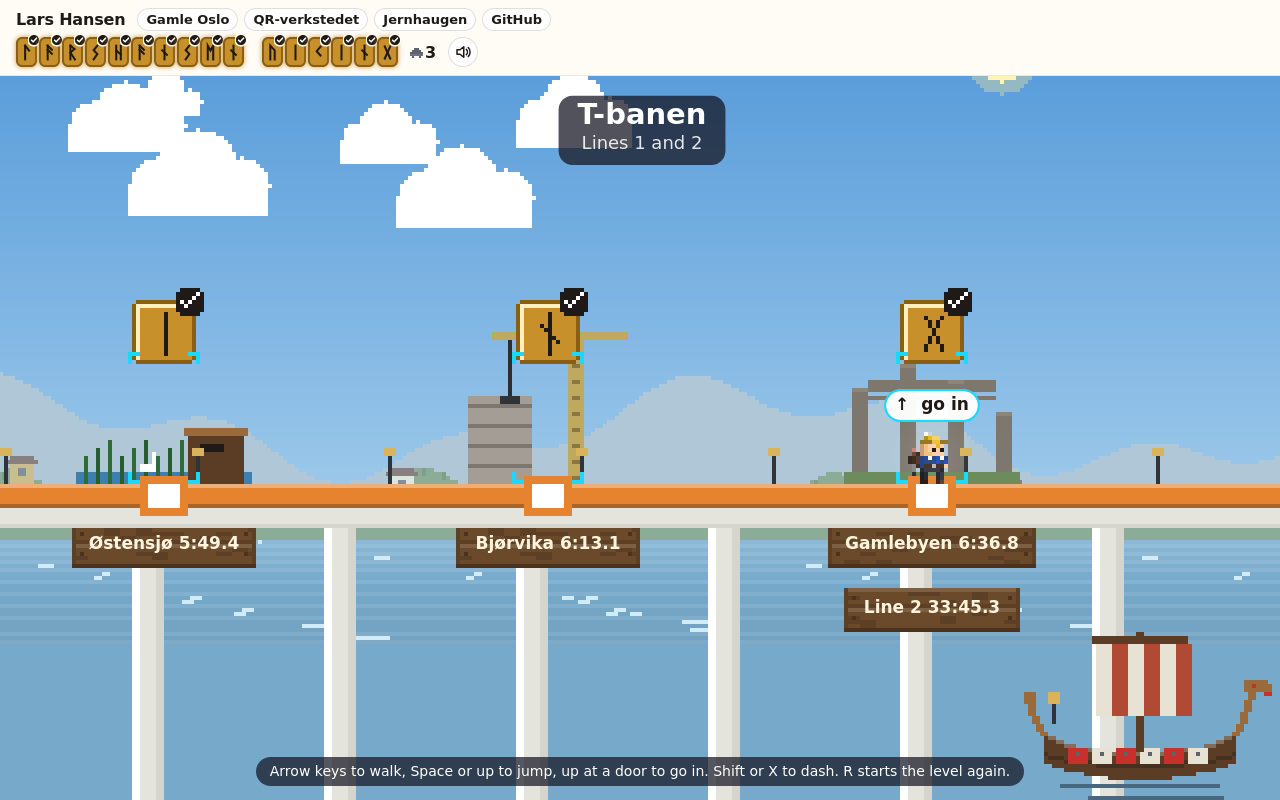 Lars Hansen Gamle Oslo QR-verkstedet Jernhaugen GitHub
ᛚᚨᚱᛊᚺᚨᚾᛊᛖᚾ ᚢᛁᚲᛁᚾᚷ 3
T-banen
Lines 1 and 2
ᛁ ᚾ ᚷ
↑ go in
Østensjø 5:49.4 Bjørvika 6:13.1 Gamlebyen 6:36.8
Line 2 33:45.3
Arrow keys to walk, Space or up to jump, up at a door to go in. Shift or X to dash. R starts the level again.